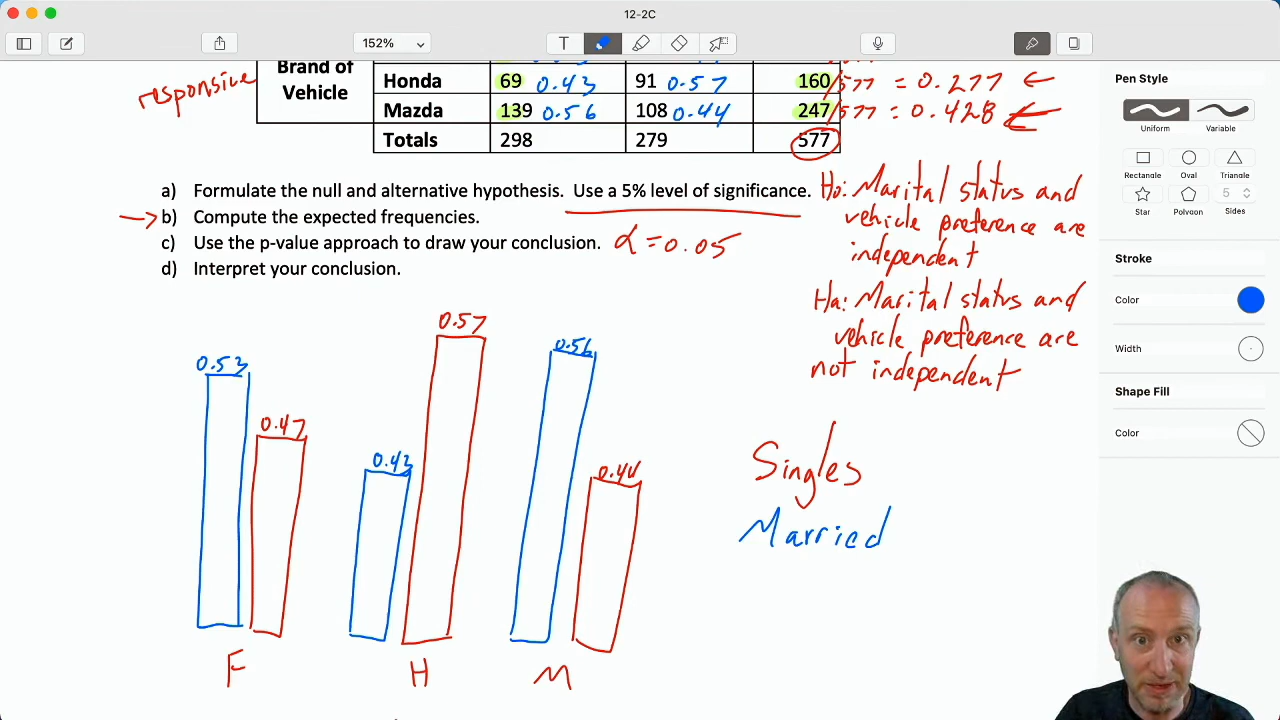 12-2C
152%
T
Pen Style
Uniform
Variable
Rectangle
Oval
Triangle
Star
Polygon
5
Sides
Stroke
Color
Width
Shape Fill
Color
responsive
Brand of
Vehicle
Honda 69 0.43 91 0.57 160 /577 = 0.277
Mazda 139 0.56 108 0.44 247 /577 = 0.428
Totals 298 279 577
a) Formulate the null and alternative hypothesis. Use a 5% level of significance.
b) Compute the expected frequencies.
c) Use the p-value approach to draw your conclusion. α = 0.05
d) Interpret your conclusion.
Ho: Marital status and
vehicle preference are
independent
Ha: Marital status and
vehicle preference are
not independent
0.53
0.47
0.43
0.57
0.56
0.44
F H M
Singles
Married